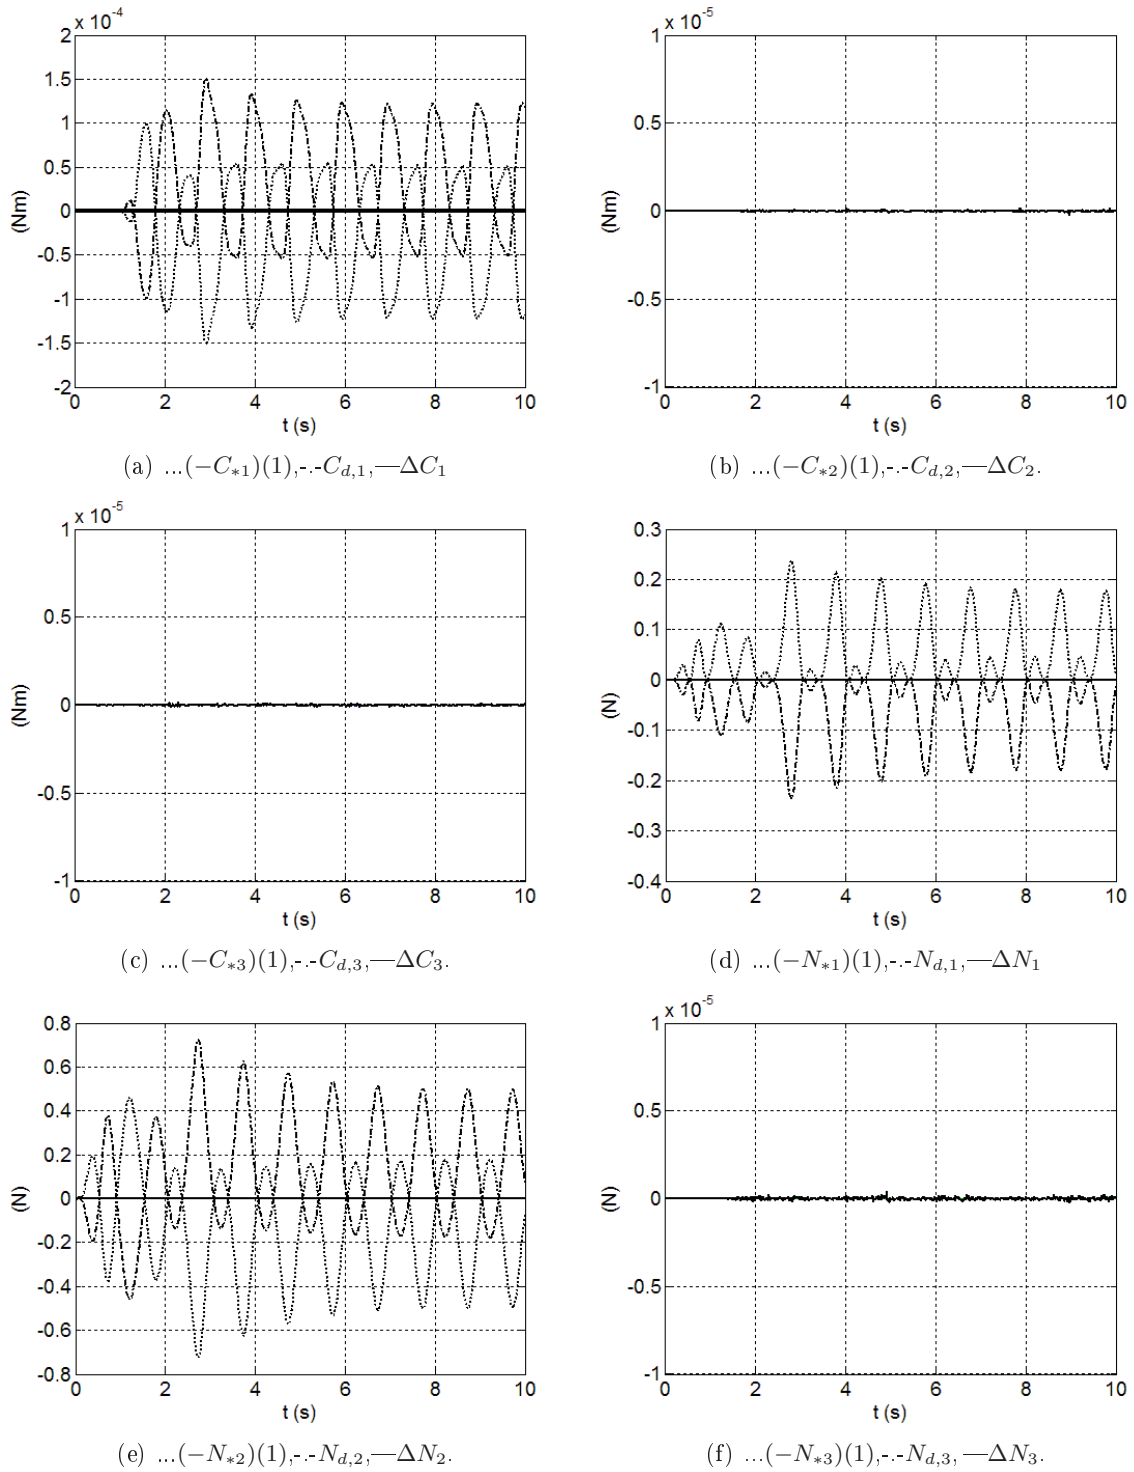 x 10⁻⁴
2
1.5
1
0.5
0
-0.5
-1
-1.5
-2
(Nm)
0 2 4 6 8 10
t (s)
(a) ...(−C∗1)(1),-.-Cd,1,—ΔC1
x 10⁻⁵
1
0.5
0
-0.5
-1
(Nm)
0 2 4 6 8 10
t (s)
(b) ...(−C∗2)(1),-.-Cd,2,—ΔC2.
x 10⁻⁵
1
0.5
0
-0.5
-1
(Nm)
0 2 4 6 8 10
t (s)
(c) ...(−C∗3)(1),-.-Cd,3,—ΔC3.
0.3
0.2
0.1
0
-0.1
-0.2
-0.3
-0.4
(N)
0 2 4 6 8 10
t (s)
(d) ...(−N∗1)(1),-.-Nd,1,—ΔN1
0.8
0.6
0.4
0.2
0
-0.2
-0.4
-0.6
-0.8
(N)
0 2 4 6 8 10
t (s)
(e) ...(−N∗2)(1),-.-Nd,2,—ΔN2.
x 10⁻⁵
1
0.5
0
-0.5
-1
(N)
0 2 4 6 8 10
t (s)
(f) ...(−N∗3)(1),-.-Nd,3, —ΔN3.